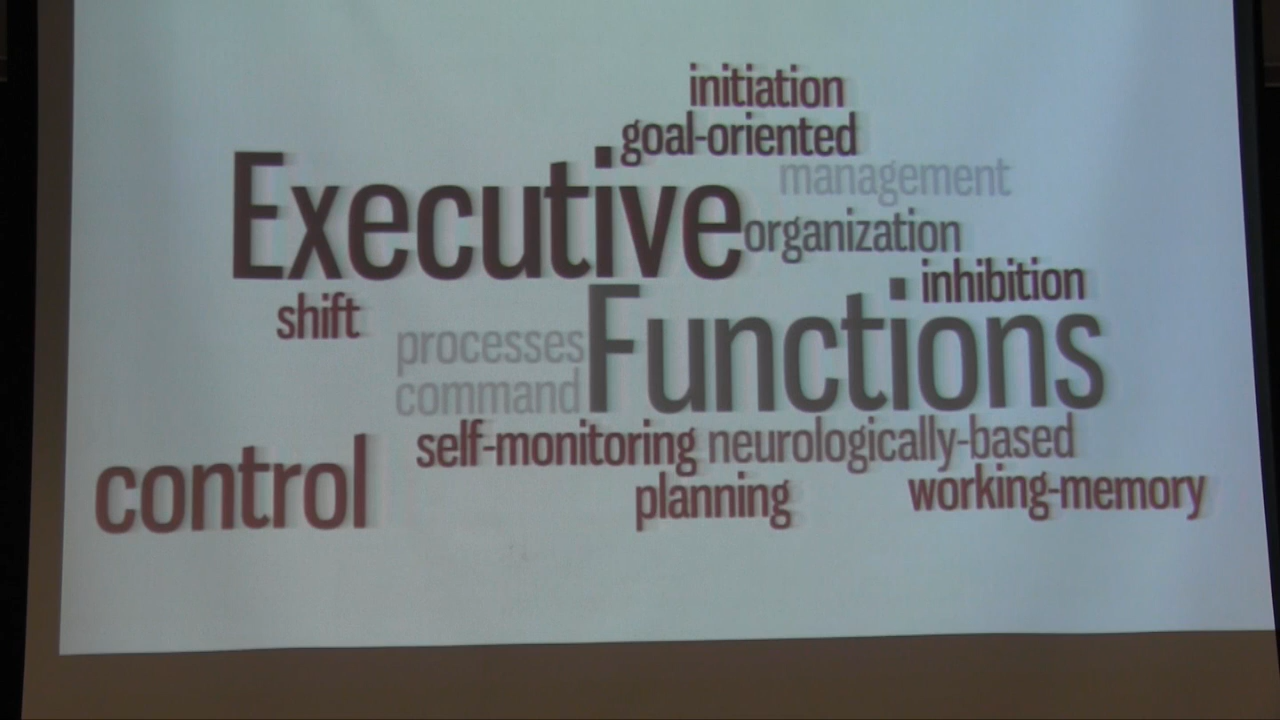 initiation
goal-oriented
management
Executive
organization
inhibition
shift
Functions
processes
command
self-monitoring
neurologically-based
control
planning
working-memory